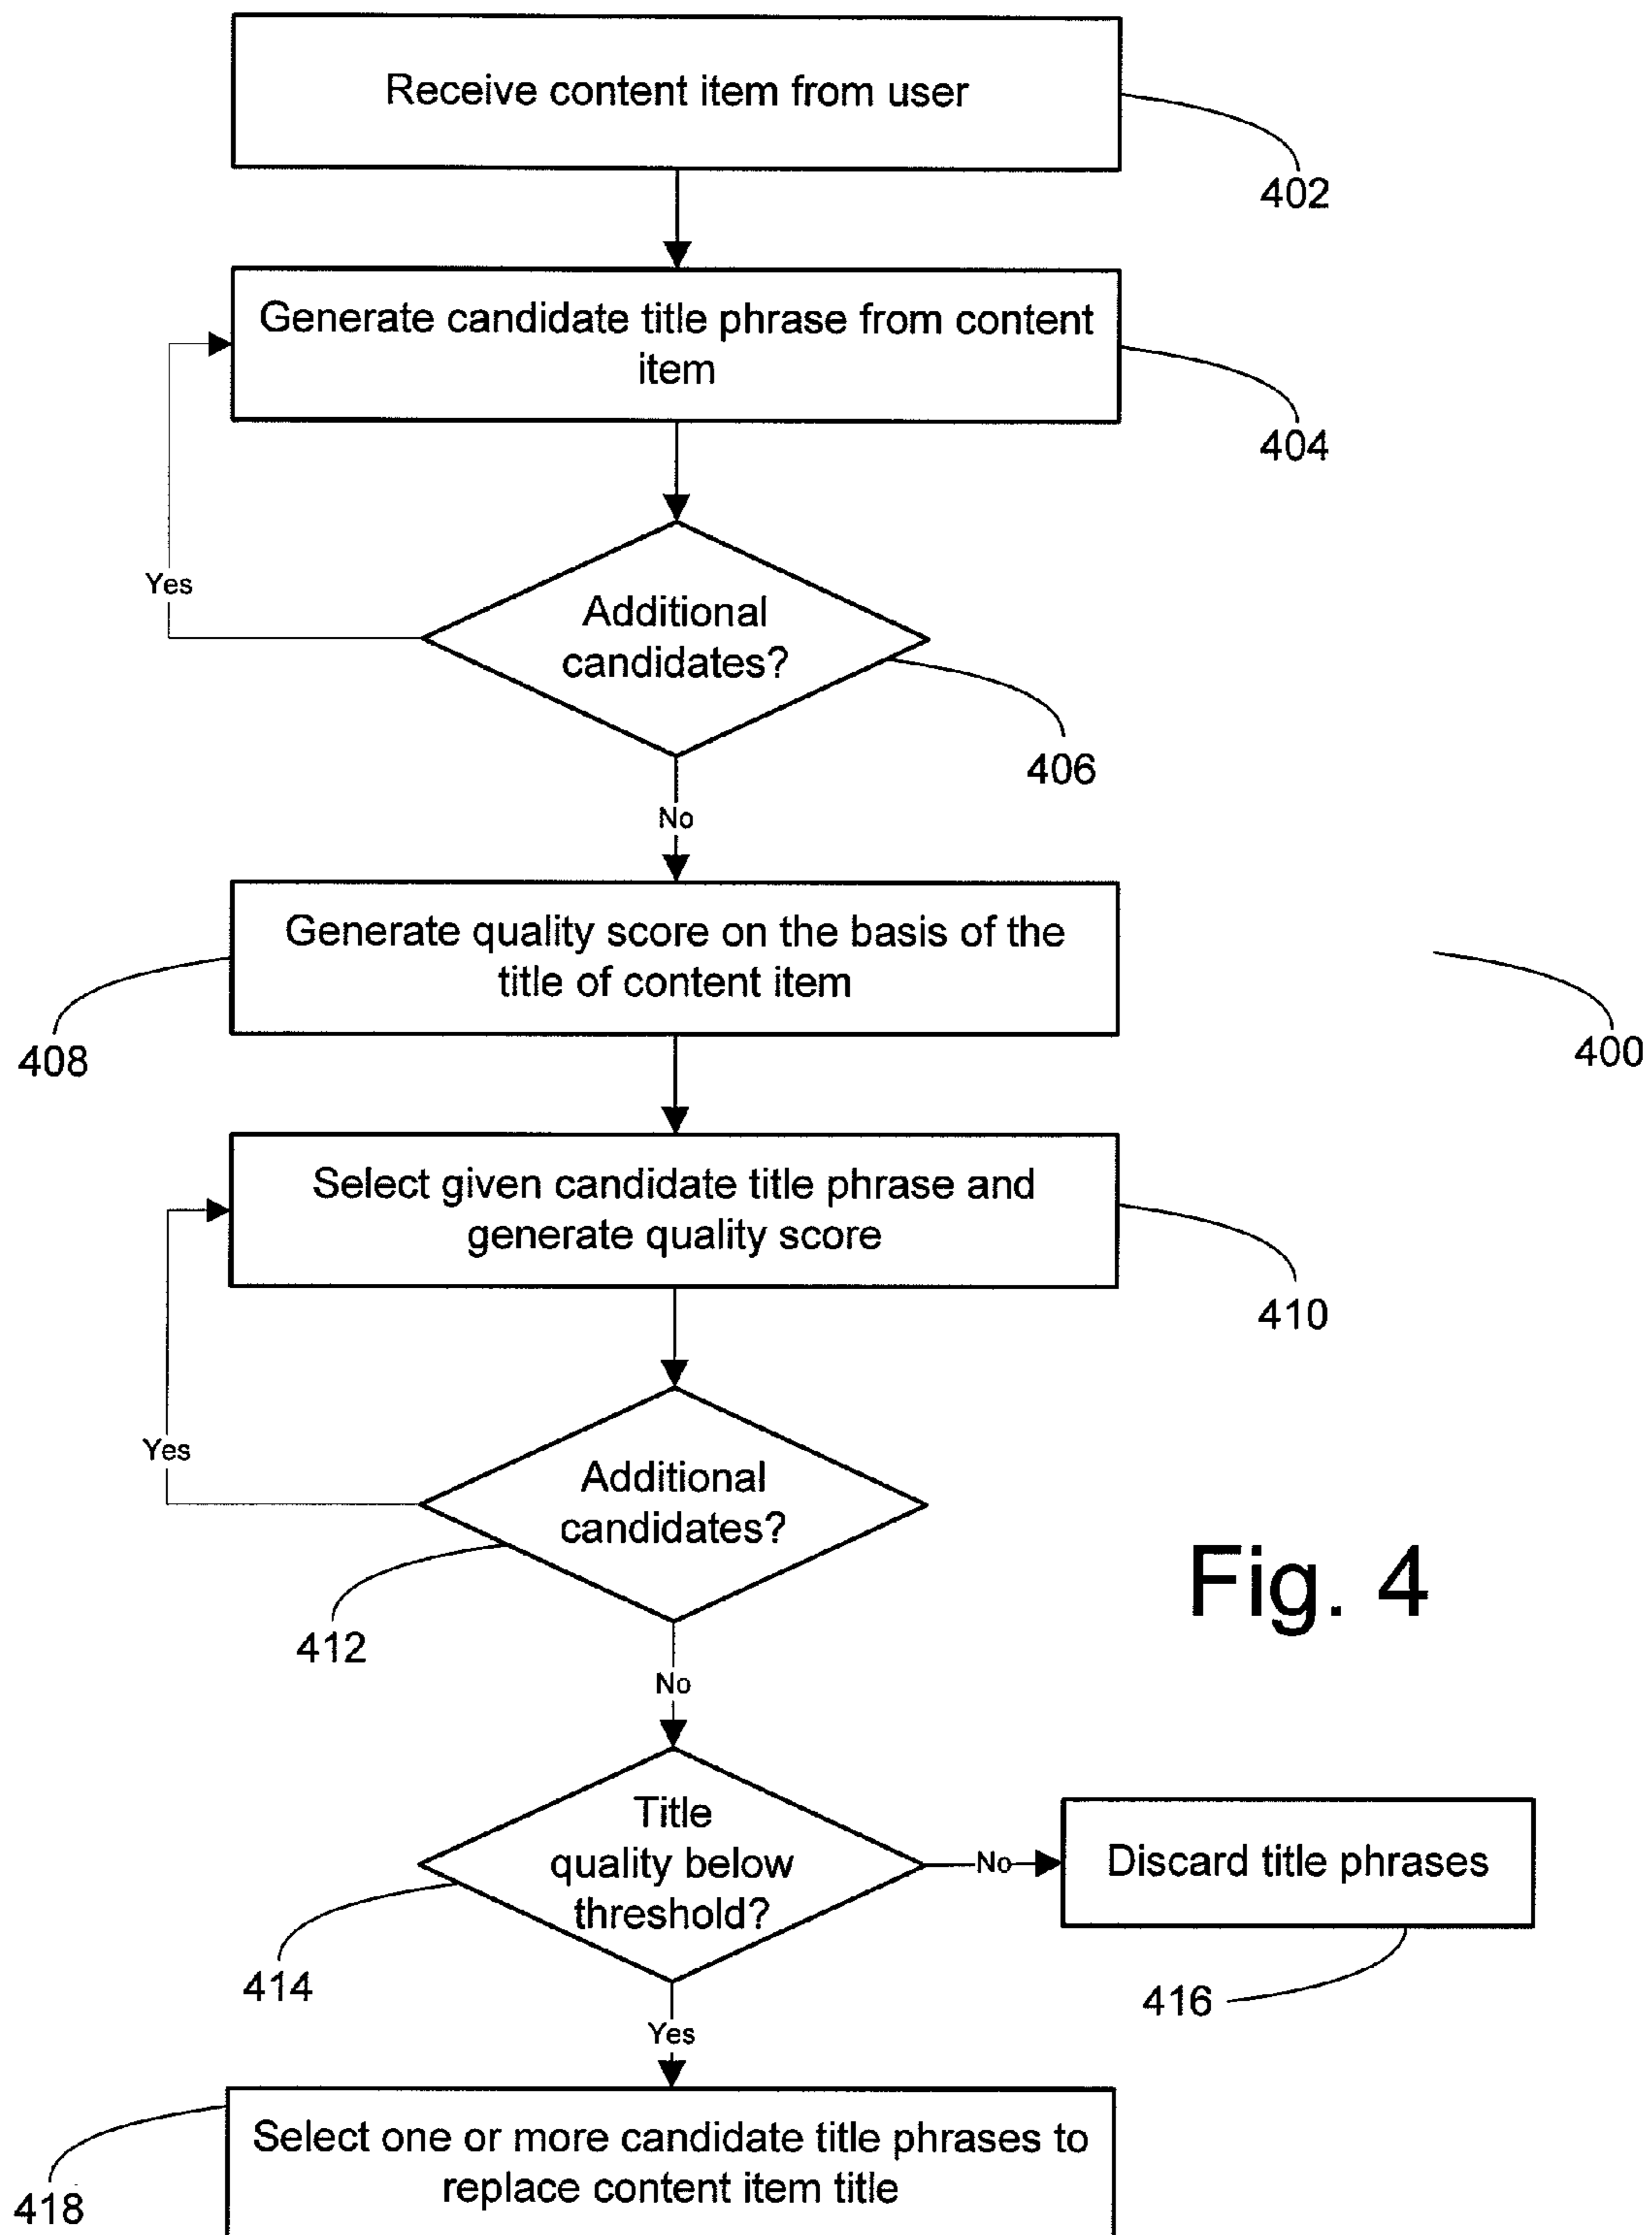 Receive content item from user
402
Generate candidate title phrase from content
item
404
Yes
Additional
candidates?
406
No
Generate quality score on the basis of the
title of content item
408
400
Select given candidate title phrase and
generate quality score
410
Yes
Additional
candidates?
412
Fig. 4
No
Title
quality below
threshold?
No
Discard title phrases
414
416
Yes
Select one or more candidate title phrases to
replace content item title
418